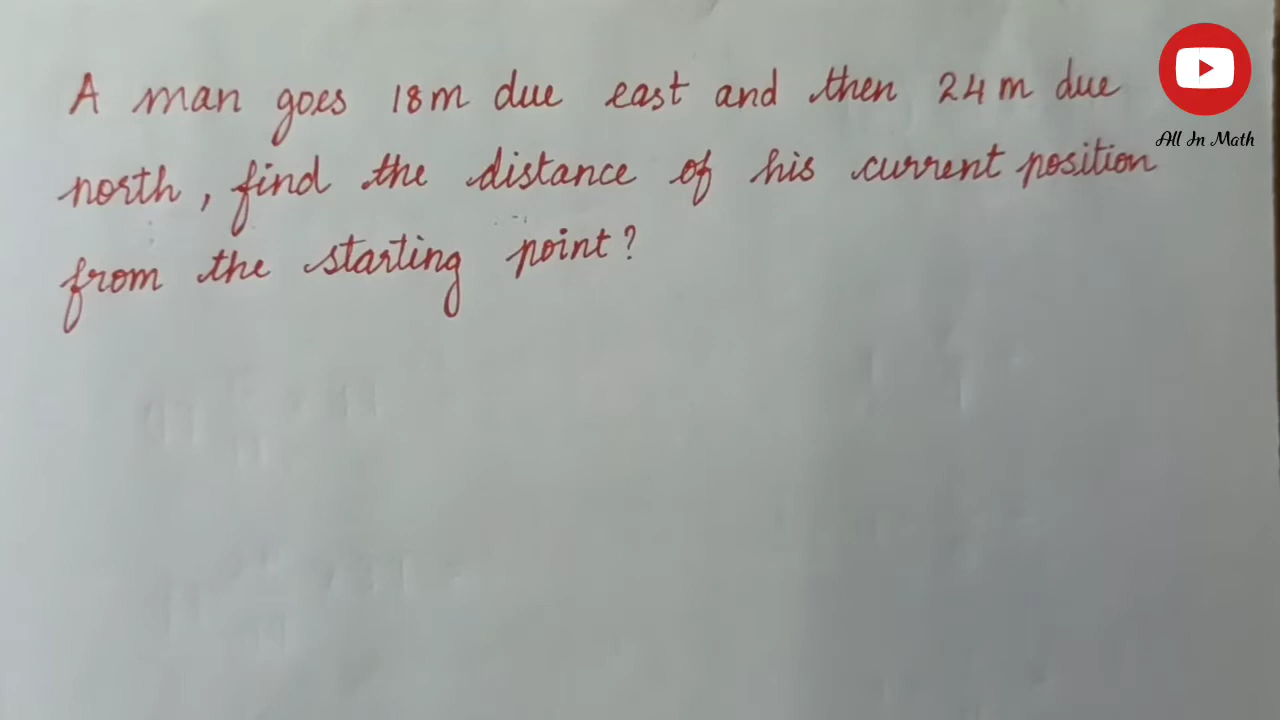 A man goes 18m due east and then 24m due
north, find the distance of his current position
from the starting point?
All In Math